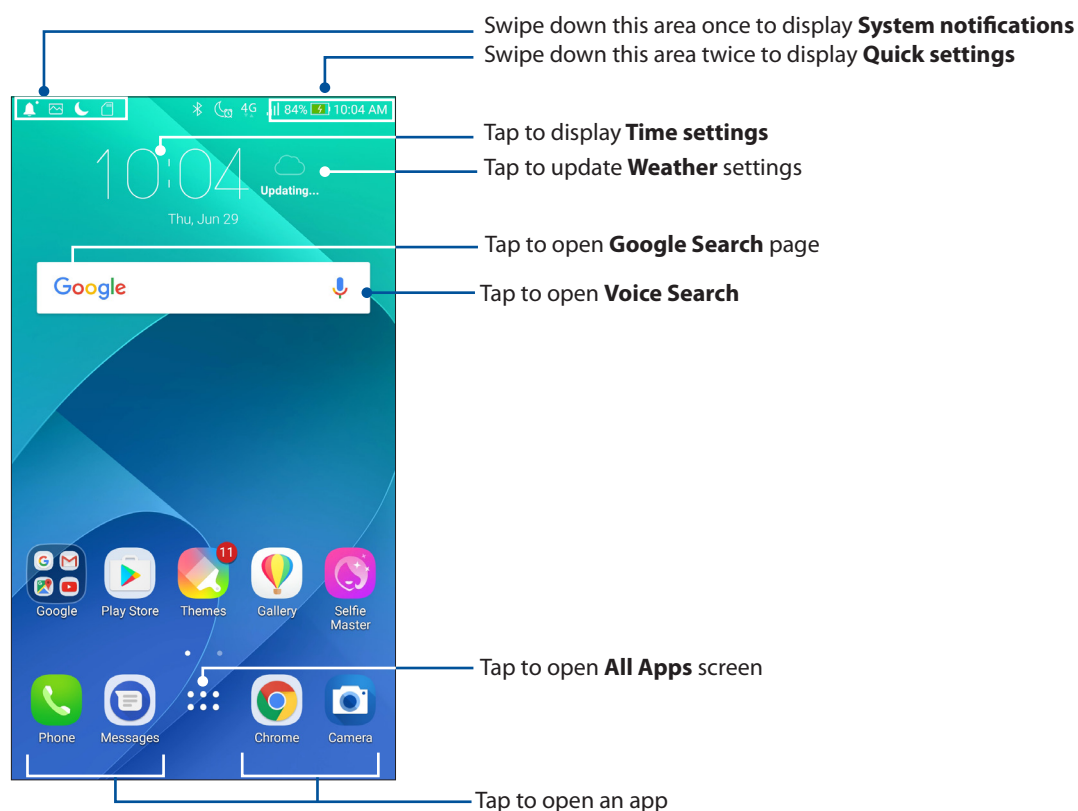 Swipe down this area once to display System notifications
Swipe down this area twice to display Quick settings
4G 84% 10:04 AM
Tap to display Time settings
10:04
Tap to update Weather settings
Updating...
Thu, Jun 29
Tap to open Google Search page
Google
Tap to open Voice Search
11
Google Play Store Themes Gallery Selfie
Master
Tap to open All Apps screen
Phone Messages Chrome Camera
Tap to open an app